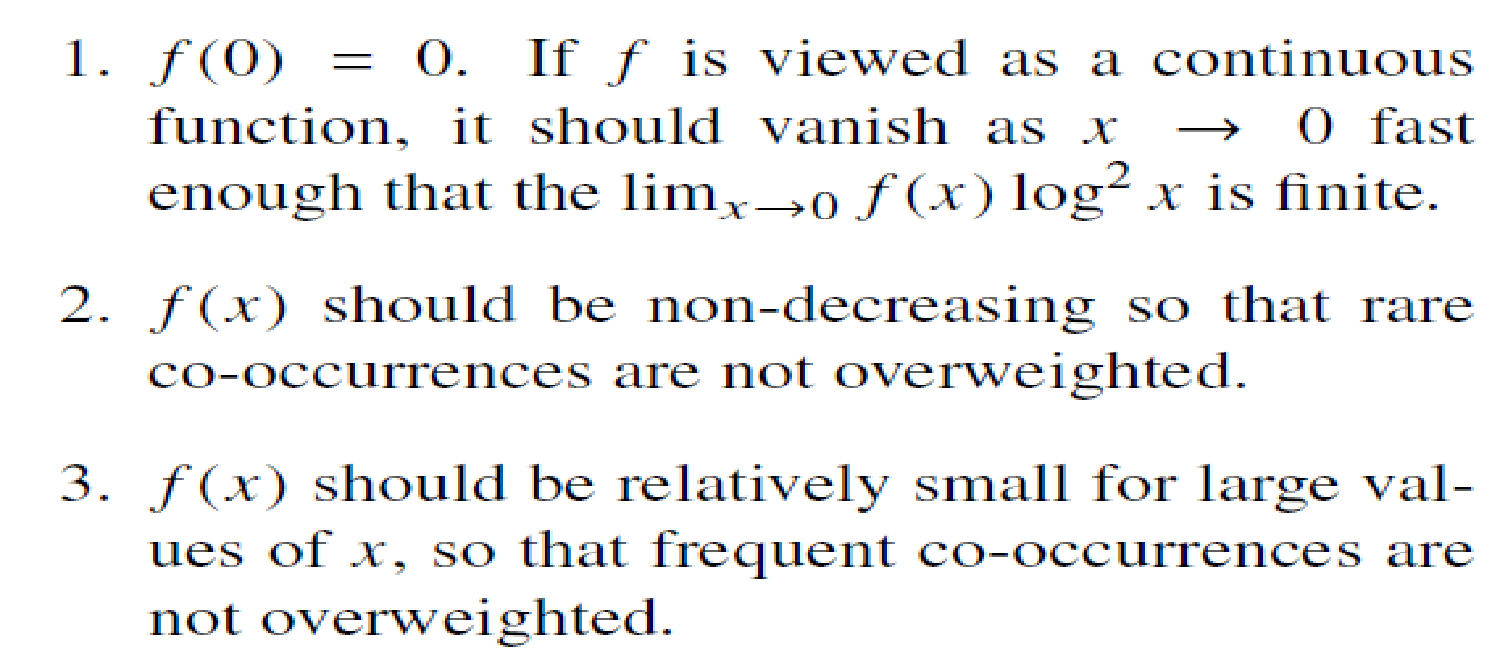 1. f(0) = 0. If f is viewed as a continuous
function, it should vanish as x → 0 fast
enough that the lim_{x→0} f(x) log² x is finite.
2. f(x) should be non-decreasing so that rare
co-occurrences are not overweighted.
3. f(x) should be relatively small for large val-
ues of x, so that frequent co-occurrences are
not overweighted.